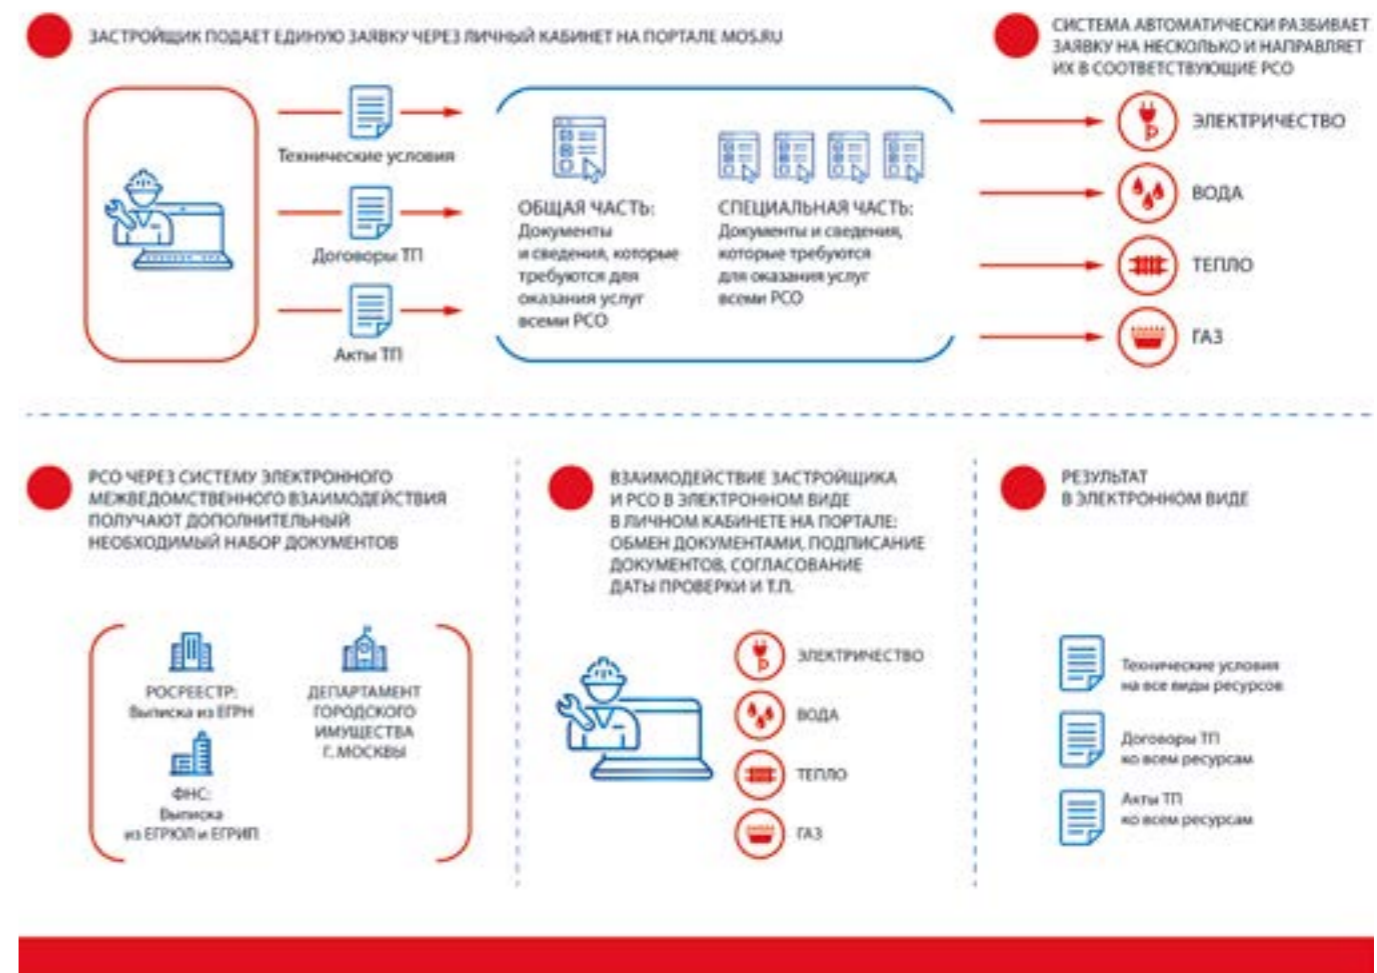 ЗАСТРОЙЩИК ПОДАЕТ ЕДИНУЮ ЗАЯВКУ ЧЕРЕЗ ЛИЧНЫЙ КАБИНЕТ НА ПОРТАЛЕ MOS.RU
Технические условия
Договоры ТП
Акты ТП
ОБЩАЯ ЧАСТЬ:
Документы
и сведения, которые
требуются для
оказания услуг
всеми РСО
СПЕЦИАЛЬНАЯ ЧАСТЬ:
Документы и сведения,
которые требуются
для оказания услуг
всеми РСО
СИСТЕМА АВТОМАТИЧЕСКИ РАЗБИВАЕТ
ЗАЯВКУ НА НЕСКОЛЬКО И НАПРАВЛЯЕТ
ИХ В СООТВЕТСТВУЮЩИЕ РСО
ЭЛЕКТРИЧЕСТВО
ВОДА
ТЕПЛО
ГАЗ
РСО ЧЕРЕЗ СИСТЕМУ ЭЛЕКТРОННОГО
МЕЖВЕДОМСТВЕННОГО ВЗАИМОДЕЙСТВИЯ
ПОЛУЧАЮТ ДОПОЛНИТЕЛЬНЫЙ
НЕОБХОДИМЫЙ НАБОР ДОКУМЕНТОВ
РОСРЕЕСТР:
Выписка из ЕГРН
ФНС:
Выписка
из ЕГРЮЛ и ЕГРИП
ДЕПАРТАМЕНТ
ГОРОДСКОГО
ИМУЩЕСТВА
Г. МОСКВЫ
ВЗАИМОДЕЙСТВИЕ ЗАСТРОЙЩИКА
И РСО В ЭЛЕКТРОННОМ ВИДЕ
В ЛИЧНОМ КАБИНЕТЕ НА ПОРТАЛЕ:
ОБМЕН ДОКУМЕНТАМИ, ПОДПИСАНИЕ
ДОКУМЕНТОВ, СОГЛАСОВАНИЕ
ДАТЫ ПРОВЕРКИ И Т.П.
ЭЛЕКТРИЧЕСТВО
ВОДА
ТЕПЛО
ГАЗ
РЕЗУЛЬТАТ
В ЭЛЕКТРОННОМ ВИДЕ
Технические условия
на все виды ресурсов
Договоры ТП
ко всем ресурсам
Акты ТП
ко всем ресурсам